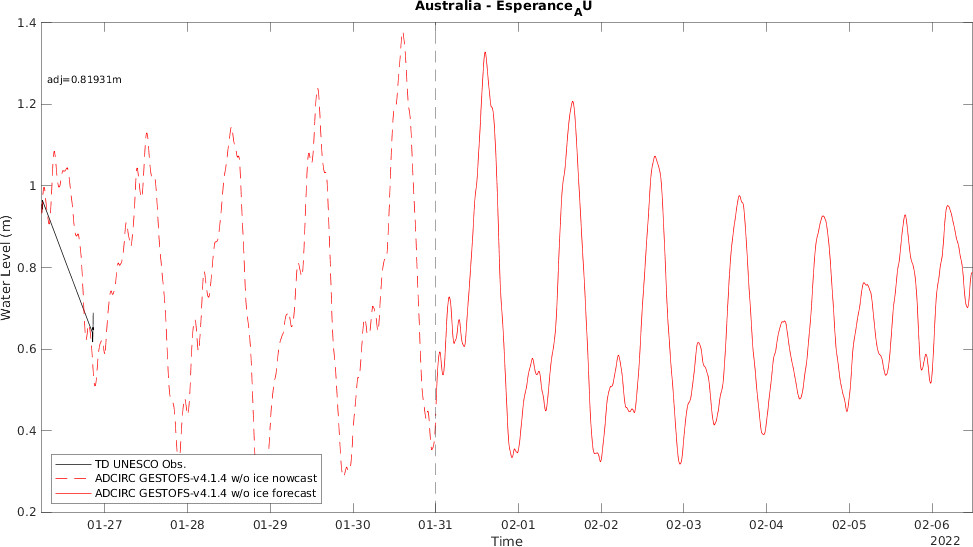 Australia - Esperance_AU
1.4
1.2
1
0.8
0.6
0.4
0.2
Water Level (m)
adj=0.81931m
TD UNESCO Obs.
ADCIRC GESTOFS-v4.1.4 w/o ice nowcast
ADCIRC GESTOFS-v4.1.4 w/o ice forecast
01-27 01-28 01-29 01-30 01-31 02-01 02-02 02-03 02-04 02-05 02-06
Time
2022